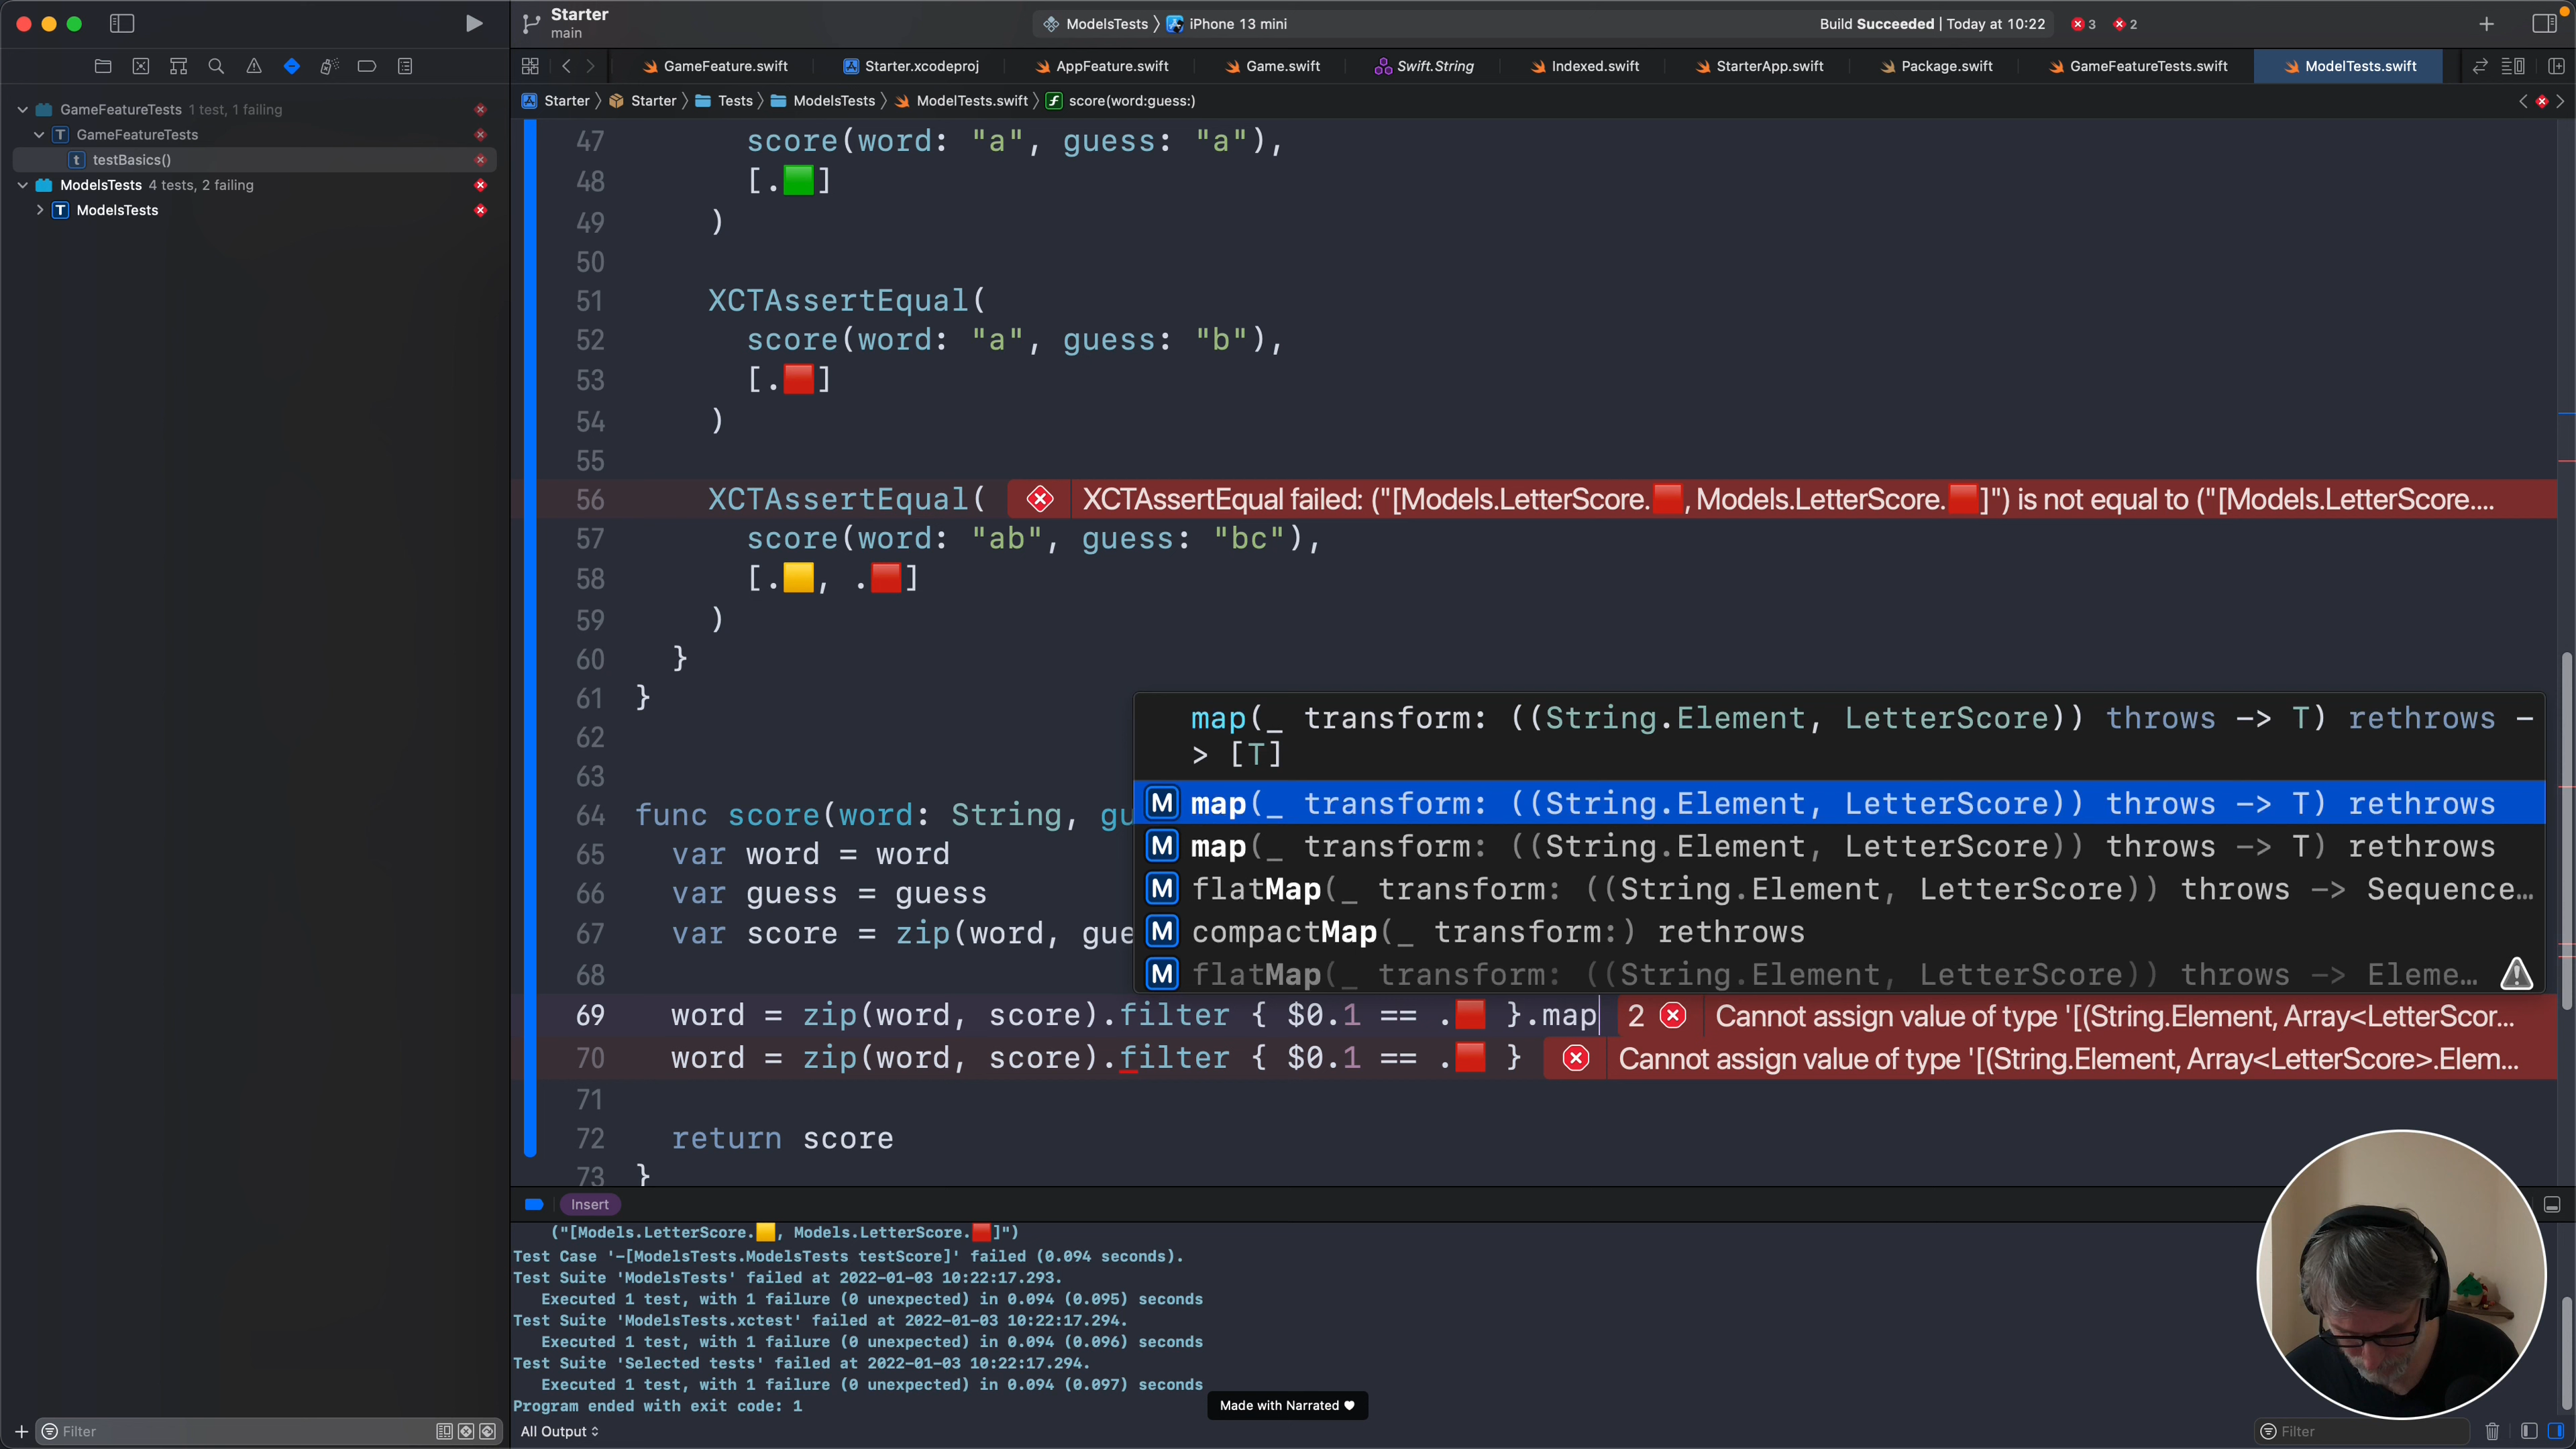 Starter
main
ModelsTests
iPhone 13 mini
Build Succeeded | Today at 10:22
3
2
GameFeature.swift
Starter.xcodeproj
AppFeature.swift
Game.swift
Swift.String
Indexed.swift
StarterApp.swift
Package.swift
GameFeatureTests.swift
ModelTests.swift
Starter
Starter
Tests
ModelsTests
ModelTests.swift
score(word:guess:)
GameFeatureTests 1 test, 1 failing
T GameFeatureTests
t testBasics()
ModelsTests 4 tests, 2 failing
T ModelsTests
47 score(word: "a", guess: "a"),
48 [.🟩]
49 )
50
51 XCTAssertEqual(
52 score(word: "a", guess: "b"),
53 [.🟥]
54 )
55
56 XCTAssertEqual( XCTAssertEqual failed: ("[Models.LetterScore.🟥, Models.LetterScore.🟥]") is not equal to ("[Models.LetterScore....
57 score(word: "ab", guess: "bc"),
58 [.🟨, .🟥]
59 )
60 }
61 }
62
63
64 func score(word: String, gu
65 var word = word
66 var guess = guess
67 var score = zip(word, gue
68
map(_ transform: ((String.Element, LetterScore)) throws -> T) rethrows –
> [T]
M map(_ transform: ((String.Element, LetterScore)) throws -> T) rethrows
M map(_ transform: ((String.Element, LetterScore)) throws -> T) rethrows
M flatMap(_ transform: ((String.Element, LetterScore)) throws -> Sequence…
M compactMap(_ transform:) rethrows
M flatMap(_ transform: ((String.Element, LetterScore)) throws -> Eleme…
69 word = zip(word, score).filter { $0.1 == .🟥 }.map 2 Cannot assign value of type '[(String.Element, Array<LetterScor...
70 word = zip(word, score).filter { $0.1 == .🟥 } Cannot assign value of type '[(String.Element, Array<LetterScore>.Elem...
71
72 return score
73 }
Insert
("[Models.LetterScore.🟨, Models.LetterScore.🟥]")
Test Case '-[ModelsTests.ModelsTests testScore]' failed (0.094 seconds).
Test Suite 'ModelsTests' failed at 2022-01-03 10:22:17.293.
Executed 1 test, with 1 failure (0 unexpected) in 0.094 (0.095) seconds
Test Suite 'ModelsTests.xctest' failed at 2022-01-03 10:22:17.294.
Executed 1 test, with 1 failure (0 unexpected) in 0.094 (0.096) seconds
Test Suite 'Selected tests' failed at 2022-01-03 10:22:17.294.
Executed 1 test, with 1 failure (0 unexpected) in 0.094 (0.097) seconds
Program ended with exit code: 1
Made with Narrated ♥
Filter
All Output
Filter